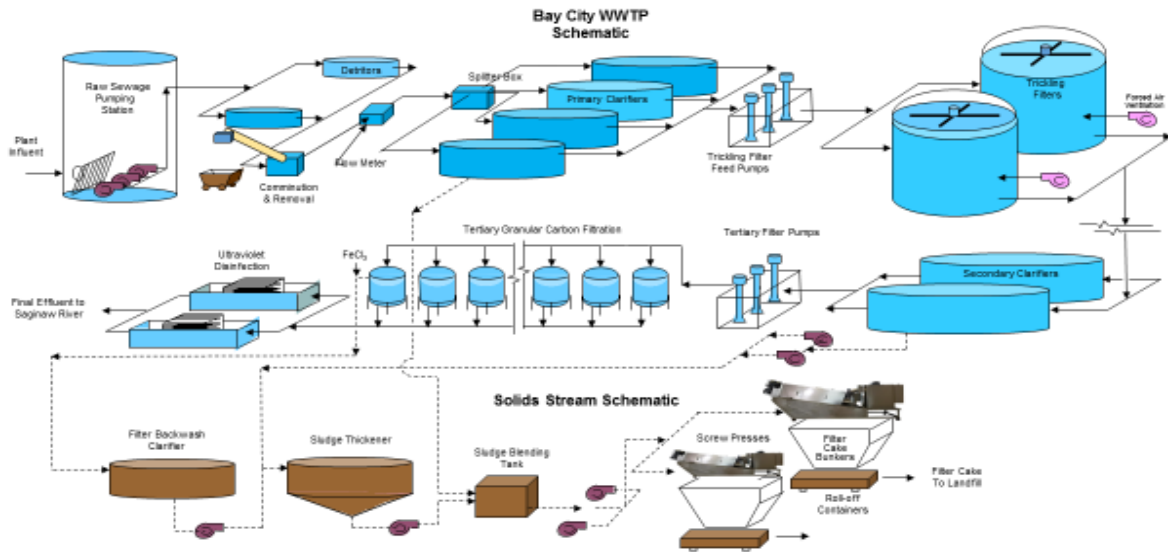 Bay City WWTP
Schematic
Detritors
Raw Sewage
Pumping
Station
Splitter Box
Primary Clarifiers
Trickling
Filters
Forced Air
Ventilation
Plant
Influent
Flow Meter
Comminution
& Removal
Trickling Filter
Feed Pumps
Tertiary Granular Carbon Filtration
Tertiary Filter Pumps
Ultraviolet
Disinfection
FeCl3
Secondary Clarifiers
Final Effluent to
Saginaw River
Solids Stream Schematic
Filter Backwash
Clarifier
Sludge Thickener
Sludge Blending
Tank
Screw Presses
Filter
Cake
Bunkers
Filter Cake
To Landfill
Roll-off
Containers